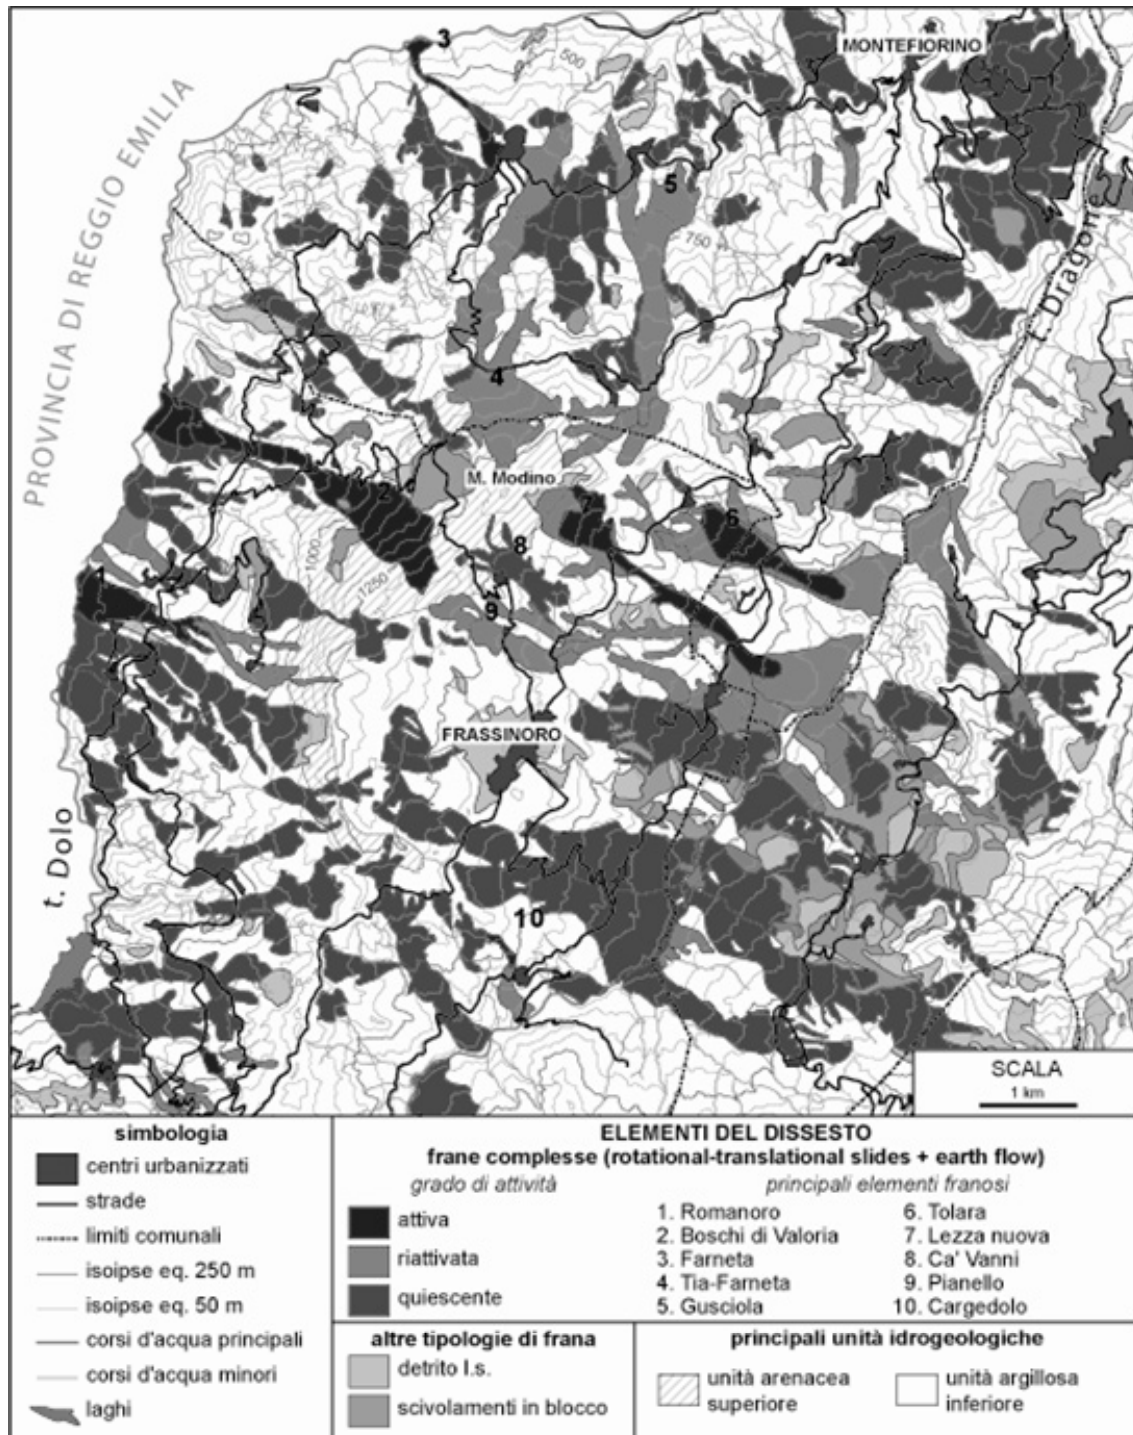 3
MONTEFIORINO
500
PROVINCIA DI REGGIO EMILIA
5
750
t. Dragone
4
M. Modino
2
7
6
8
1000
1250
1
9
FRASSINORO
t. Dolo
10
SCALA
1 km
simbologia
centri urbanizzati
strade
limiti comunali
isoipse eq. 250 m
isoipse eq. 50 m
corsi d'acqua principali
corsi d'acqua minori
laghi
ELEMENTI DEL DISSESTO
frane complesse (rotational-translational slides + earth flow)
grado di attività
attiva
riattivata
quiescente
principali elementi franosi
1. Romanoro
2. Boschi di Valoria
3. Farneta
4. Tia-Farneta
5. Gusciola
6. Tolara
7. Lezza nuova
8. Ca' Vanni
9. Pianello
10. Cargedolo
altre tipologie di frana
detrito l.s.
scivolamenti in blocco
principali unità idrogeologiche
unità arenacea
superiore
unità argillosa
inferiore